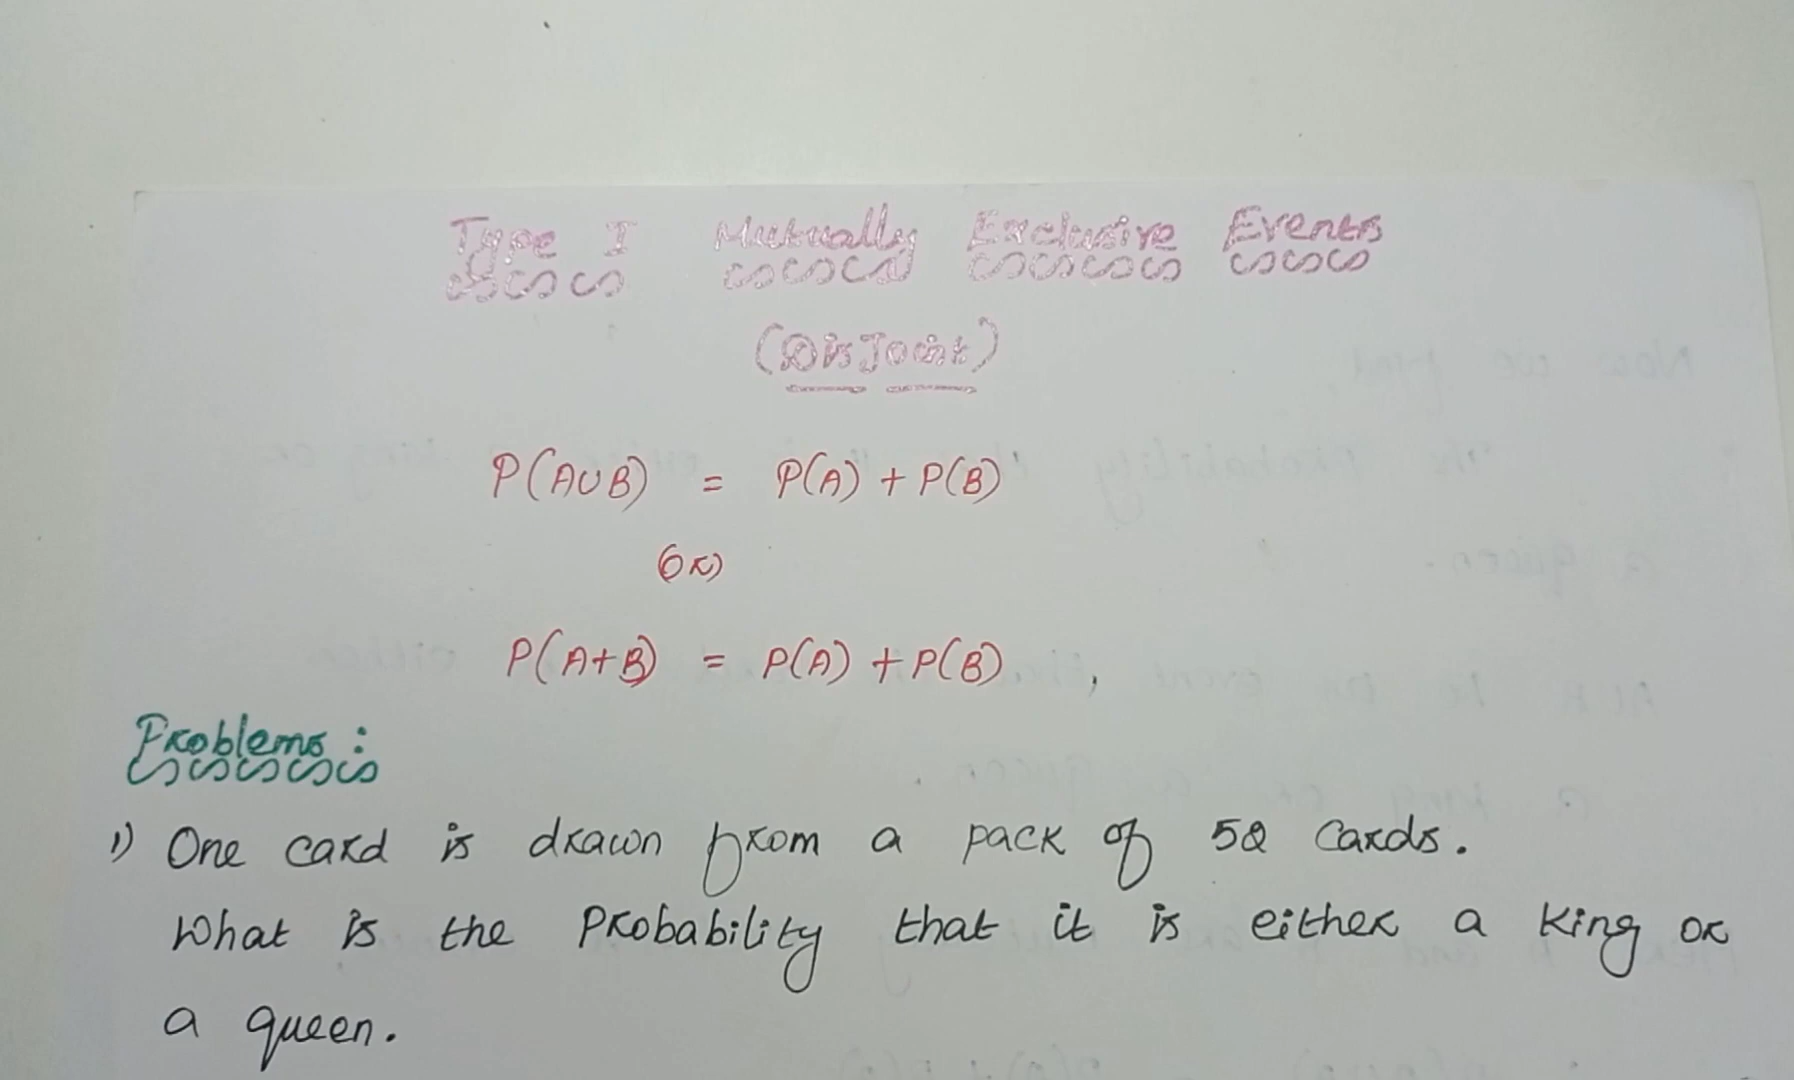 Type I Mutually Exclusive Events
(DisJoint)
P(A∪B) = P(A) + P(B)
(or)
P(A+B) = P(A) + P(B),
Problems:
1) One card is drawn from a pack of 52 cards.
What is the Probability that it is either a king or
a queen.